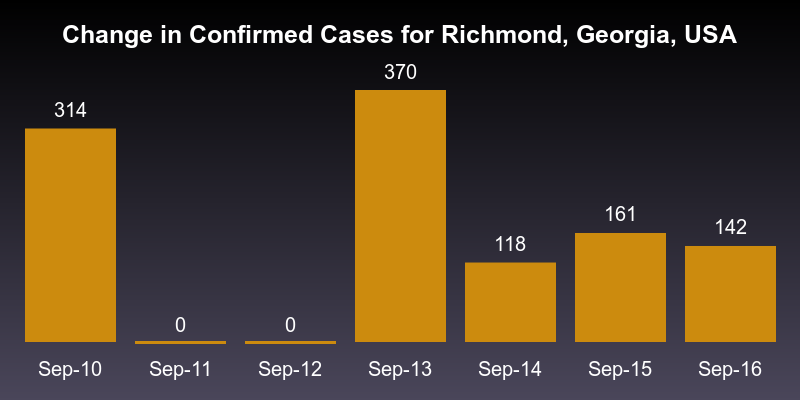 Change in Confirmed Cases for Richmond, Georgia, USA
370
314
161
142
118
0
0
Sep-10
Sep-11
Sep-12
Sep-13
Sep-14
Sep-15
Sep-16